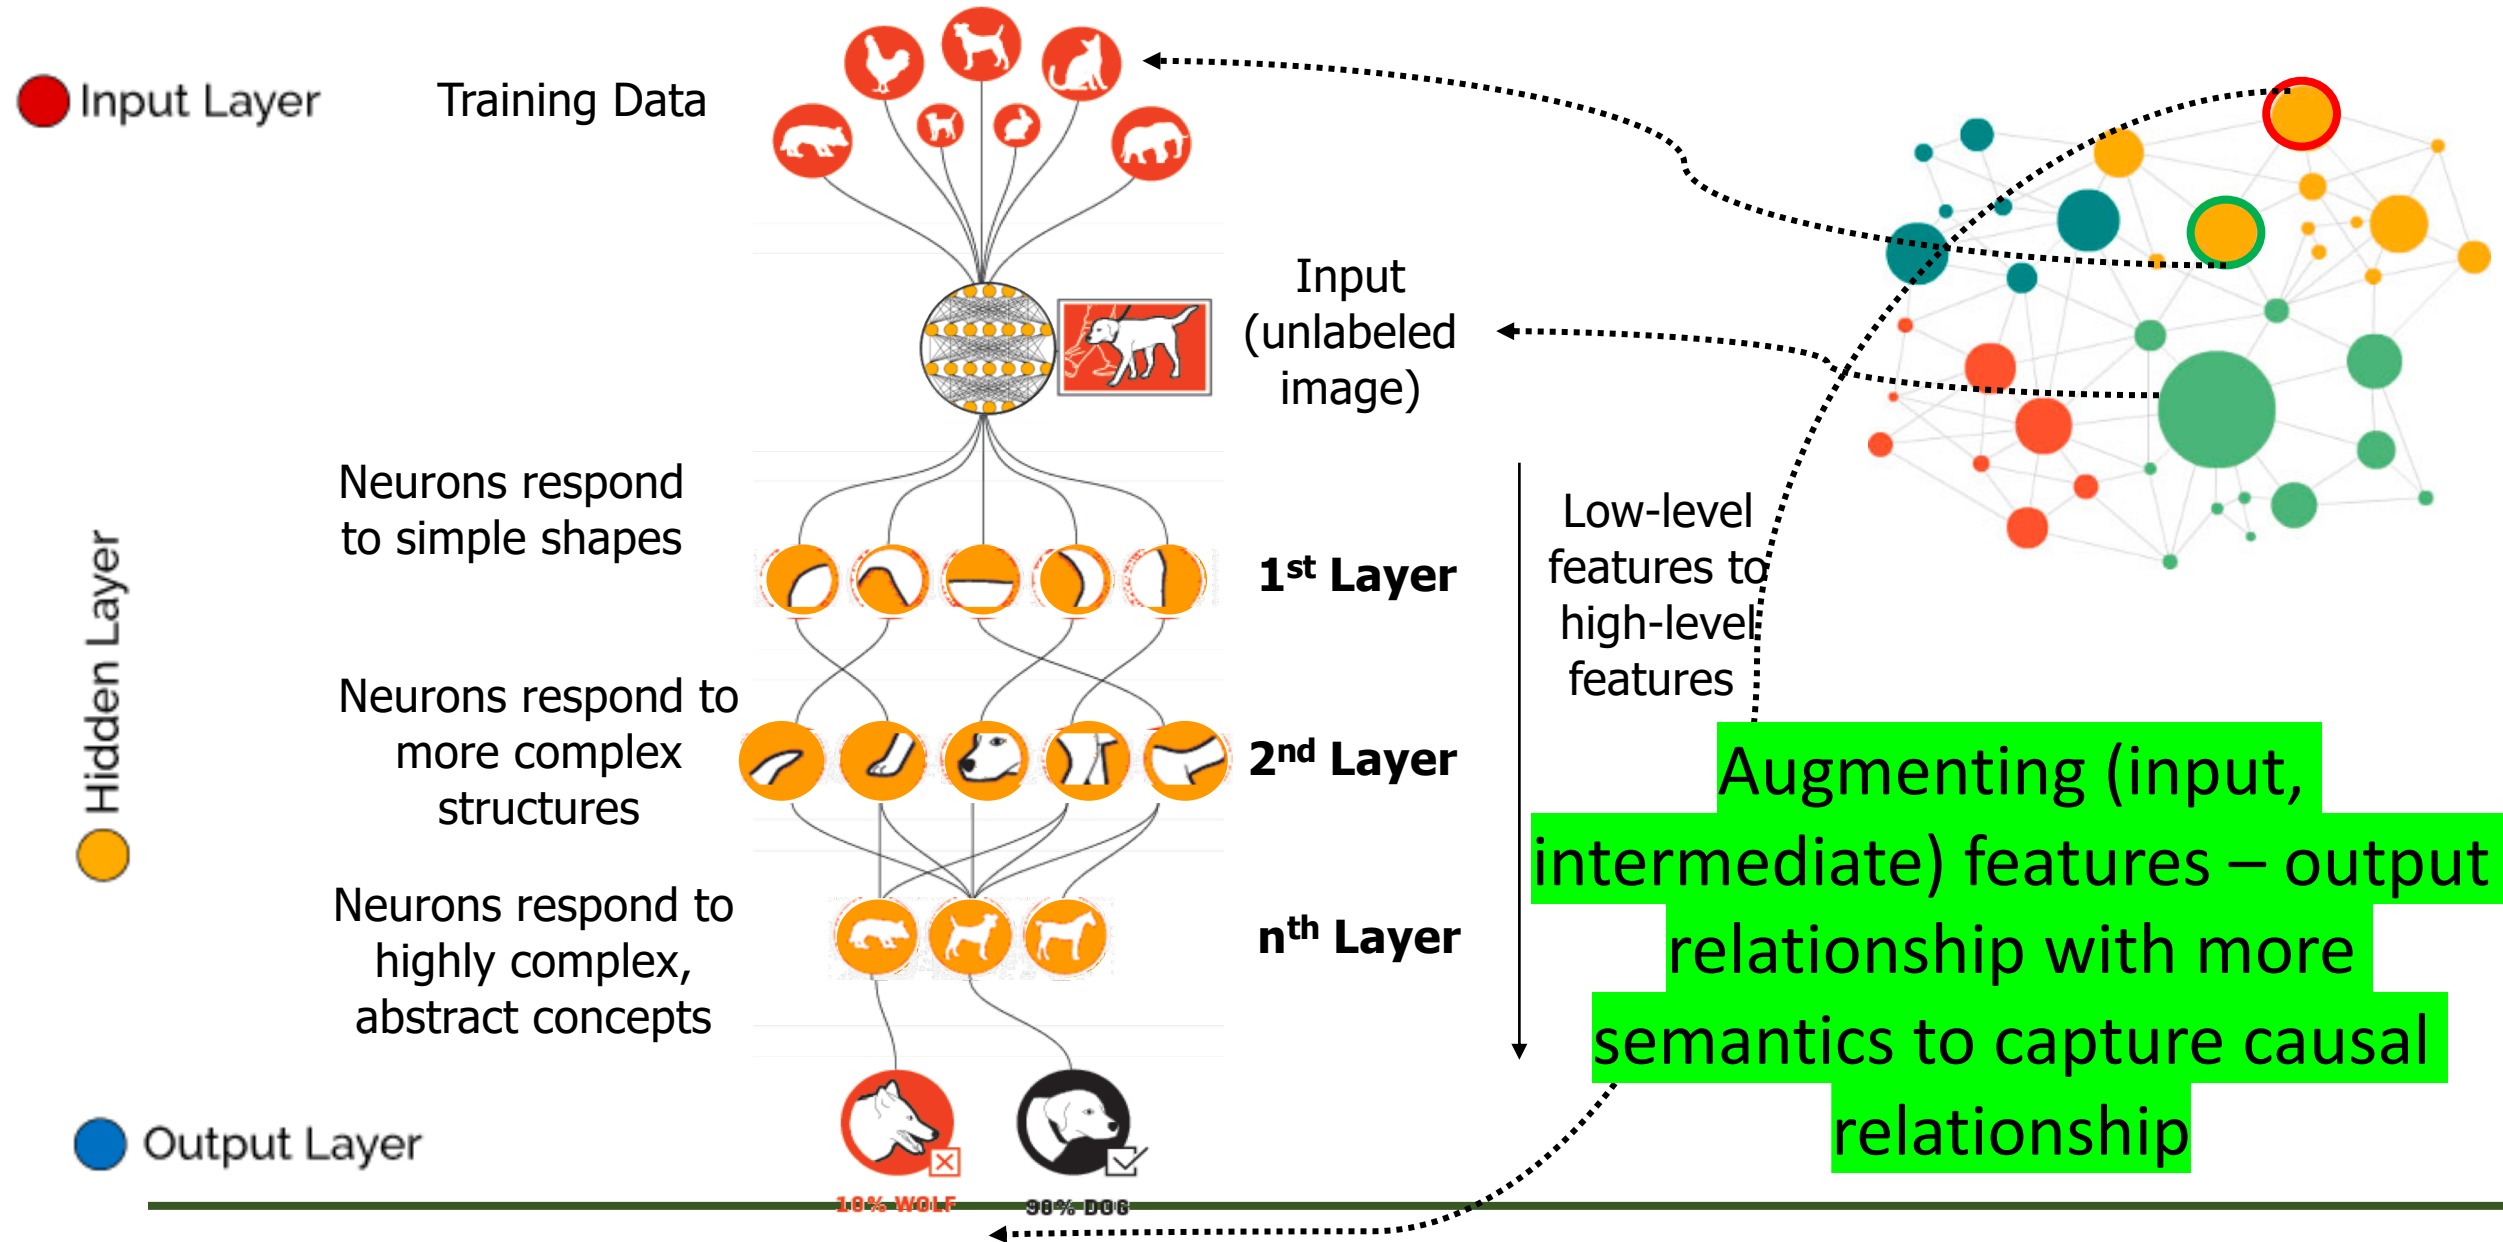 Input Layer
Training Data
Input
(unlabeled
image)
Neurons respond
to simple shapes
1st Layer
Low-level
features to
high-level
features
Hidden Layer
Neurons respond to
more complex
structures
2nd Layer
Augmenting (input,
intermediate) features – output
relationship with more
semantics to capture causal
relationship
Neurons respond to
highly complex,
abstract concepts
nth Layer
Output Layer
10% WOLF
90% DOG